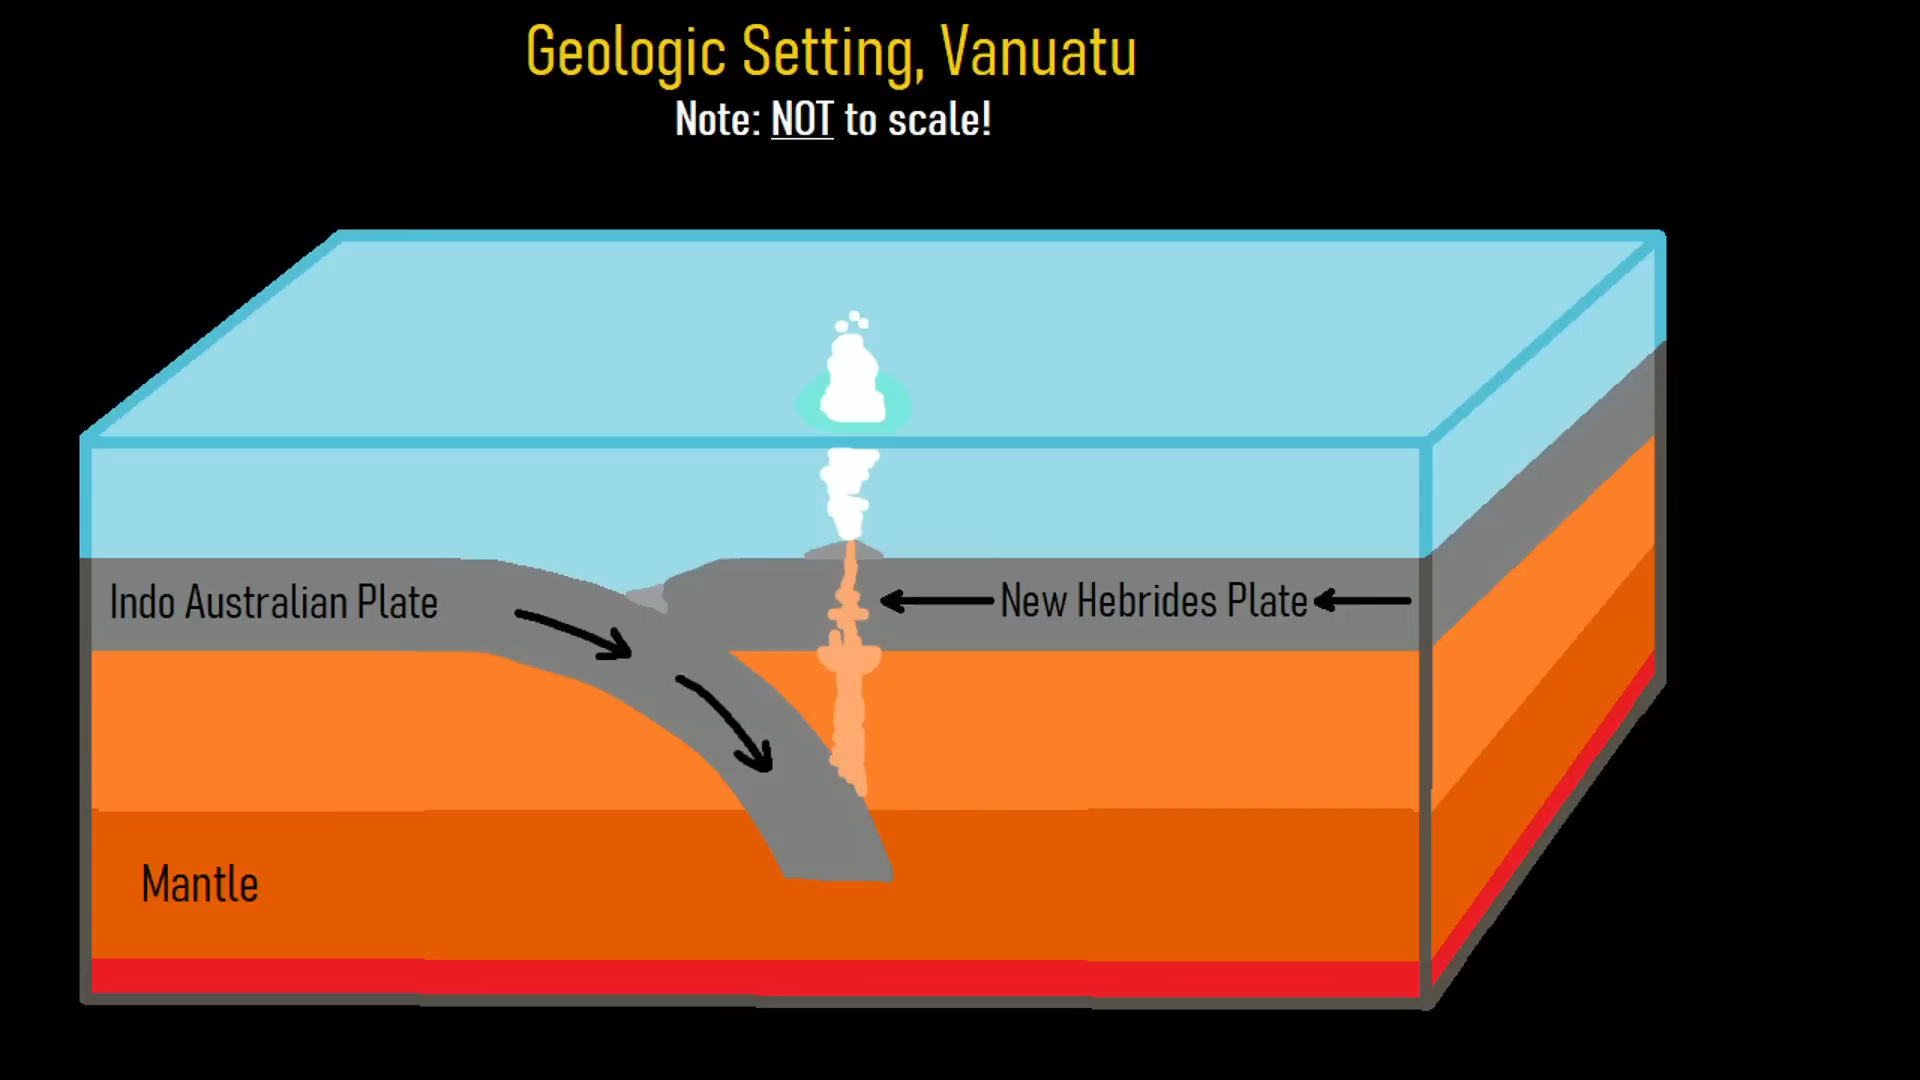 Geologic Setting, Vanuatu
Note: NOT to scale!
Indo Australian Plate
New Hebrides Plate
Mantle